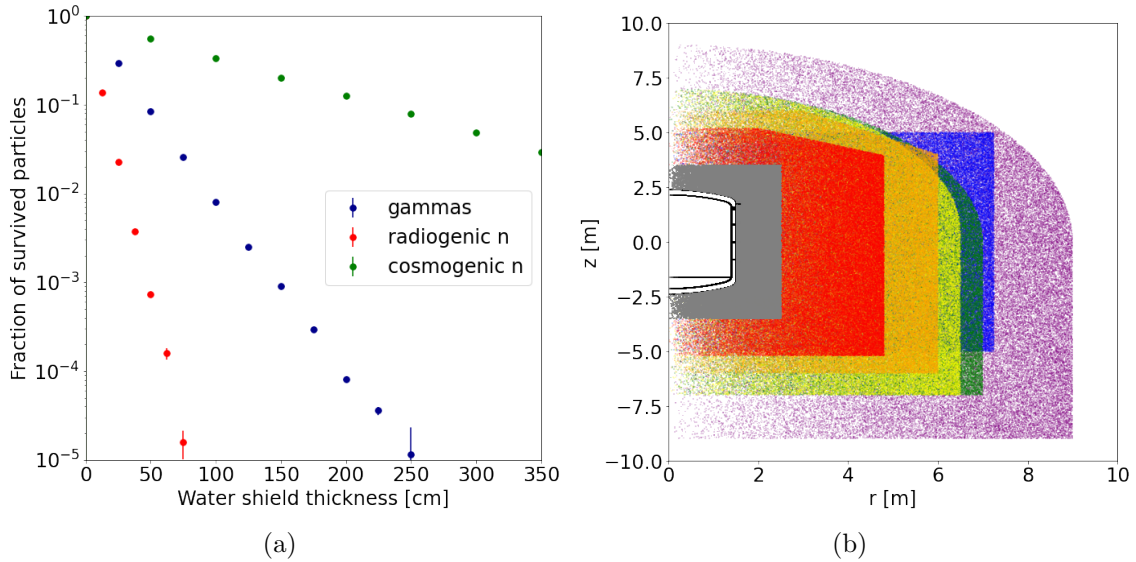 10^0
10^-1
10^-2
10^-3
10^-4
10^-5
Fraction of survived particles
gammas
radiogenic n
cosmogenic n
0 50 100 150 200 250 300 350
Water shield thickness [cm]
(a)
10.0
7.5
5.0
2.5
0.0
−2.5
−5.0
−7.5
−10.0
z [m]
0 2 4 6 8 10
r [m]
(b)